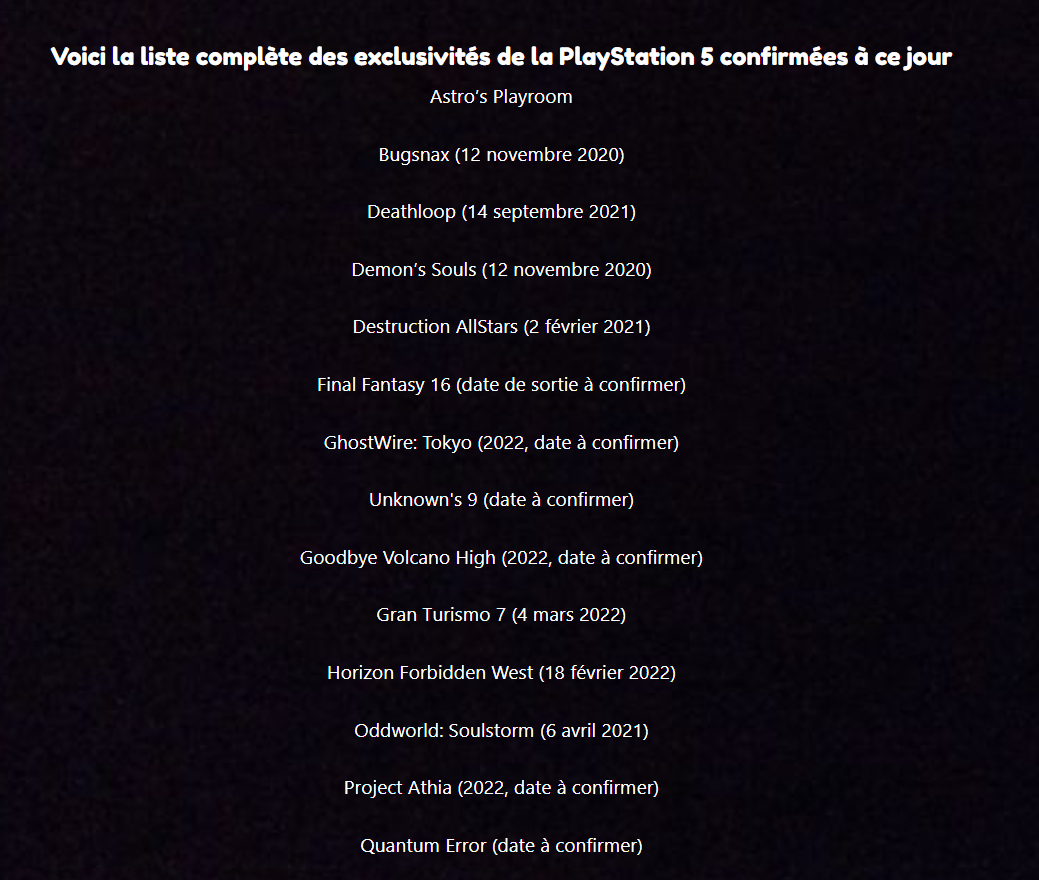 Voici la liste complète des exclusivités de la PlayStation 5 confirmées à ce jour
Astro’s Playroom
Bugsnax (12 novembre 2020)
Deathloop (14 septembre 2021)
Demon’s Souls (12 novembre 2020)
Destruction AllStars (2 février 2021)
Final Fantasy 16 (date de sortie à confirmer)
GhostWire: Tokyo (2022, date à confirmer)
Unknown's 9 (date à confirmer)
Goodbye Volcano High (2022, date à confirmer)
Gran Turismo 7 (4 mars 2022)
Horizon Forbidden West (18 février 2022)
Oddworld: Soulstorm (6 avril 2021)
Project Athia (2022, date à confirmer)
Quantum Error (date à confirmer)